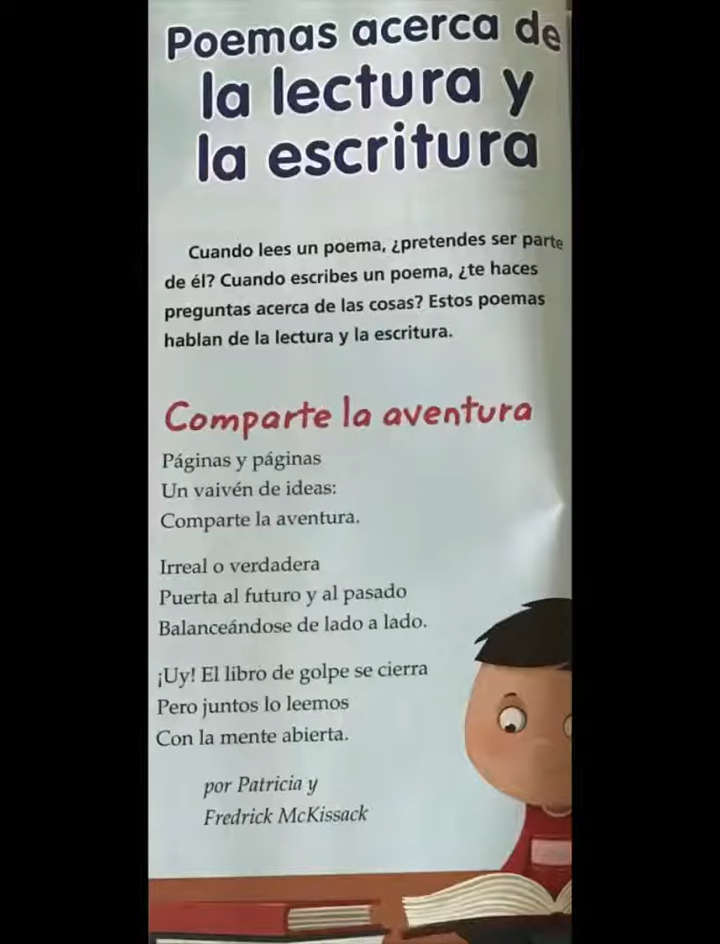 Poemas acerca de
la lectura y
la escritura
Cuando lees un poema, ¿pretendes ser parte
de él? Cuando escribes un poema, ¿te haces
preguntas acerca de las cosas? Estos poemas
hablan de la lectura y la escritura.
Comparte la aventura
Páginas y páginas
Un vaivén de ideas:
Comparte la aventura.
Irreal o verdadera
Puerta al futuro y al pasado
Balanceándose de lado a lado.
¡Uy! El libro de golpe se cierra
Pero juntos lo leemos
Con la mente abierta.
por Patricia y
Fredrick McKissack